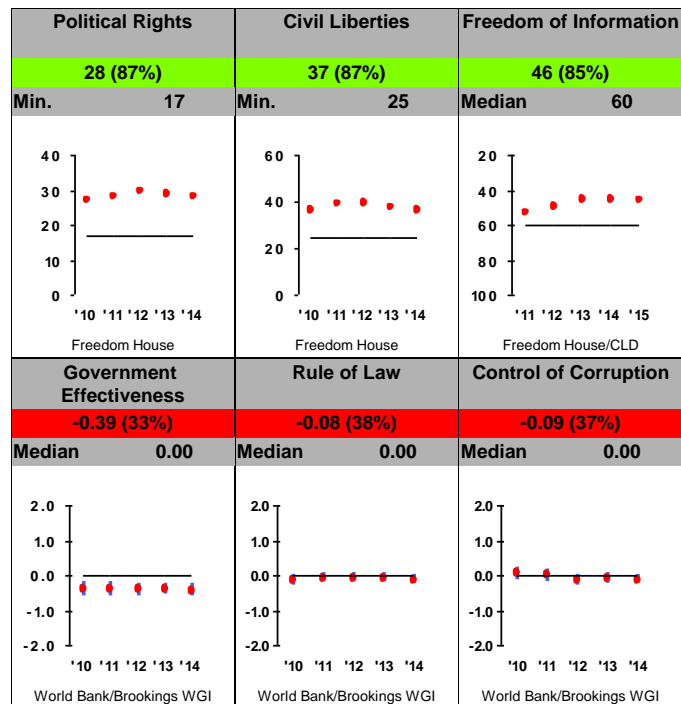 Political Rights Civil Liberties Freedom of Information
28 (87%) 37 (87%) 46 (85%)
Min. 17 Min. 25 Median 60
40 60 20
30 40
40
20 60
20
10 80
0 0 100
'10 '11 '12 '13 '14 '10 '11 '12 '13 '14 '11 '12 '13 '14 '15
Freedom House Freedom House Freedom House/CLD
Government Effectiveness Rule of Law Control of Corruption
-0.39 (33%) -0.08 (38%) -0.09 (37%)
Median 0.00 Median 0.00 Median 0.00
2.0 2.0 2.0
1.0 1.0 1.0
0.0 0.0 0.0
-1.0 -1.0 -1.0
-2.0 -2.0 -2.0
'10 '11 '12 '13 '14 '10 '11 '12 '13 '14 '10 '11 '12 '13 '14
World Bank/Brookings WGI World Bank/Brookings WGI World Bank/Brookings WGI